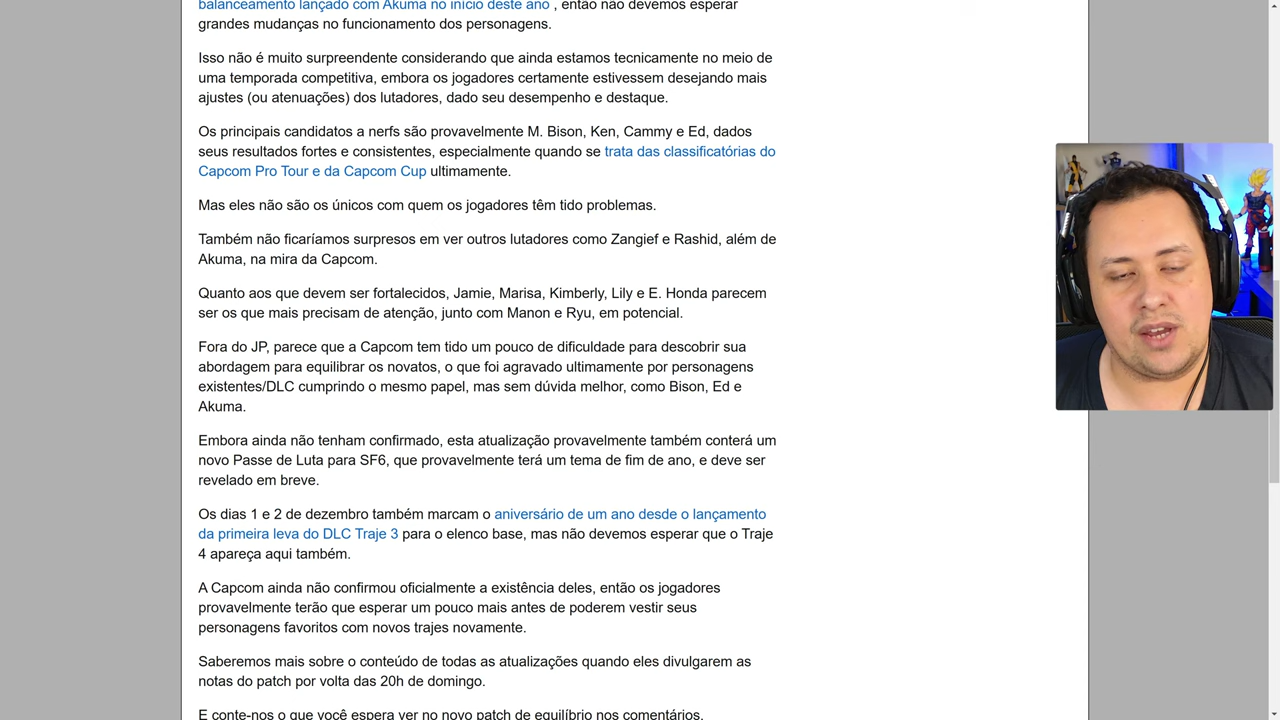 balanceamento lançado com Akuma no início deste ano , então não devemos esperar
grandes mudanças no funcionamento dos personagens.
Isso não é muito surpreendente considerando que ainda estamos tecnicamente no meio de
uma temporada competitiva, embora os jogadores certamente estivessem desejando mais
ajustes (ou atenuações) dos lutadores, dado seu desempenho e destaque.
Os principais candidatos a nerfs são provavelmente M. Bison, Ken, Cammy e Ed, dados
seus resultados fortes e consistentes, especialmente quando se trata das classificatórias do
Capcom Pro Tour e da Capcom Cup ultimamente.
Mas eles não são os únicos com quem os jogadores têm tido problemas.
Também não ficaríamos surpresos em ver outros lutadores como Zangief e Rashid, além de
Akuma, na mira da Capcom.
Quanto aos que devem ser fortalecidos, Jamie, Marisa, Kimberly, Lily e E. Honda parecem
ser os que mais precisam de atenção, junto com Manon e Ryu, em potencial.
Fora do JP, parece que a Capcom tem tido um pouco de dificuldade para descobrir sua
abordagem para equilibrar os novatos, o que foi agravado ultimamente por personagens
existentes/DLC cumprindo o mesmo papel, mas sem dúvida melhor, como Bison, Ed e
Akuma.
Embora ainda não tenham confirmado, esta atualização provavelmente também conterá um
novo Passe de Luta para SF6, que provavelmente terá um tema de fim de ano, e deve ser
revelado em breve.
Os dias 1 e 2 de dezembro também marcam o aniversário de um ano desde o lançamento
da primeira leva do DLC Traje 3 para o elenco base, mas não devemos esperar que o Traje
4 apareça aqui também.
A Capcom ainda não confirmou oficialmente a existência deles, então os jogadores
provavelmente terão que esperar um pouco mais antes de poderem vestir seus
personagens favoritos com novos trajes novamente.
Saberemos mais sobre o conteúdo de todas as atualizações quando eles divulgarem as
notas do patch por volta das 20h de domingo.
E conte-nos o que você espera ver no novo patch de equilíbrio nos comentários.